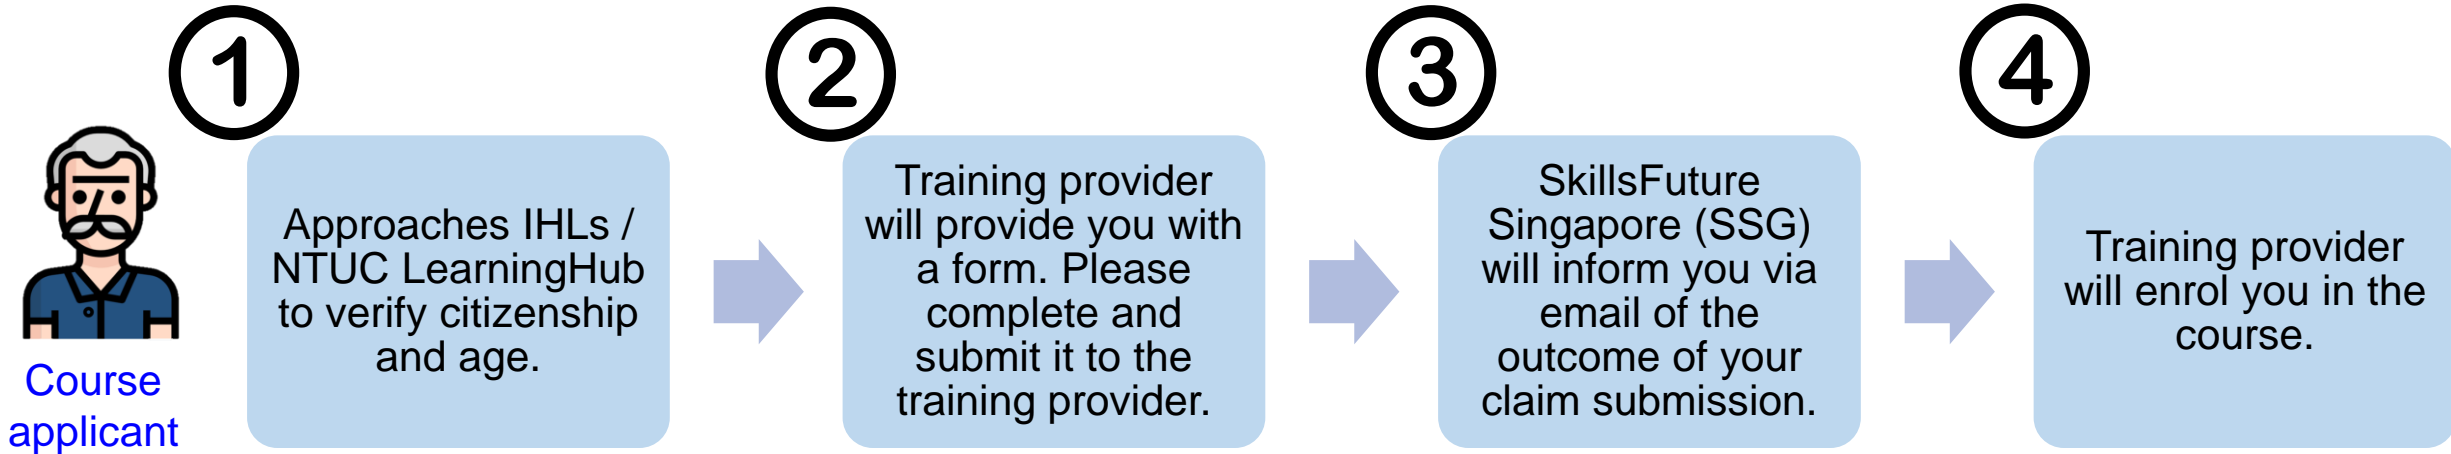 1
Approaches IHLs /
NTUC LearningHub
to verify citizenship
and age.
2
Training provider
will provide you with
a form. Please
complete and
submit it to the
training provider.
3
SkillsFuture
Singapore (SSG)
will inform you via
email of the
outcome of your
claim submission.
4
Training provider
will enrol you in the
course.
Course
applicant